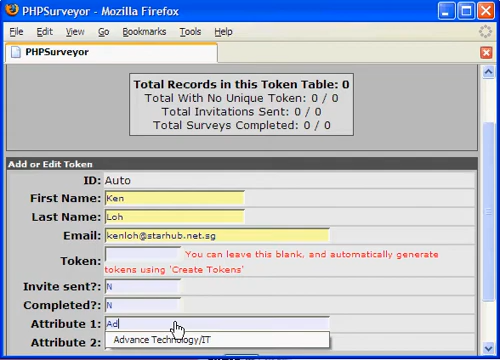 PHPSurveyor - Mozilla Firefox
File Edit View Go Bookmarks Tools Help
PHPSurveyor
Total Records in this Token Table: 0
Total With No Unique Token: 0 / 0
Total Invitations Sent: 0 / 0
Total Surveys Completed: 0 / 0
Add or Edit Token
ID: Auto
First Name: Ken
Last Name: Loh
Email: kenloh@starhub.net.sg
Token: You can leave this blank, and automatically generate
tokens using 'Create Tokens'
Invite sent?: N
Completed?: N
Attribute 1: Ad
Advance Technology/IT
Attribute 2: